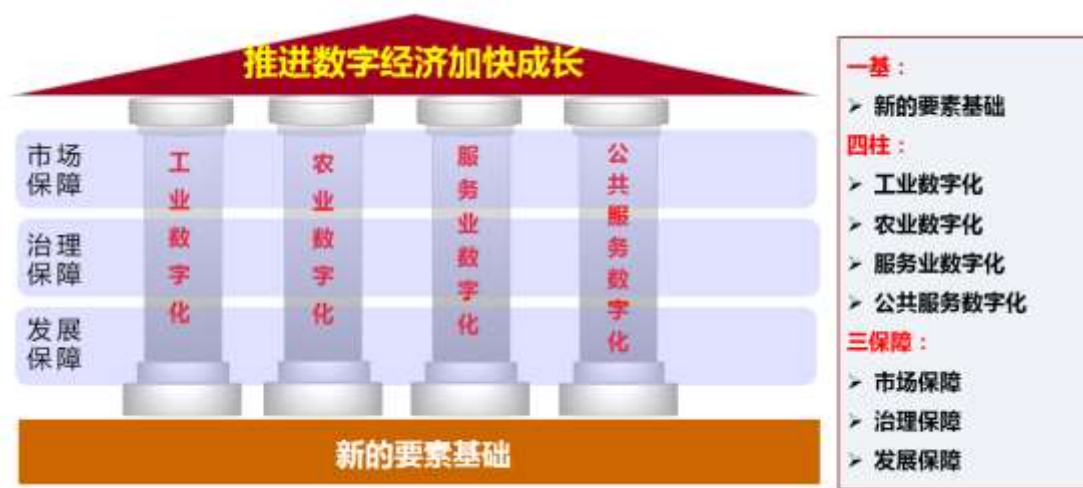 推进数字经济加快成长
市场
保障
治理
保障
发展
保障
工业数字化
农业数字化
服务业数字化
公共服务数字化
新的要素基础
一基：
➢ 新的要素基础
四柱：
➢ 工业数字化
➢ 农业数字化
➢ 服务业数字化
➢ 公共服务数字化
三保障：
➢ 市场保障
➢ 治理保障
➢ 发展保障